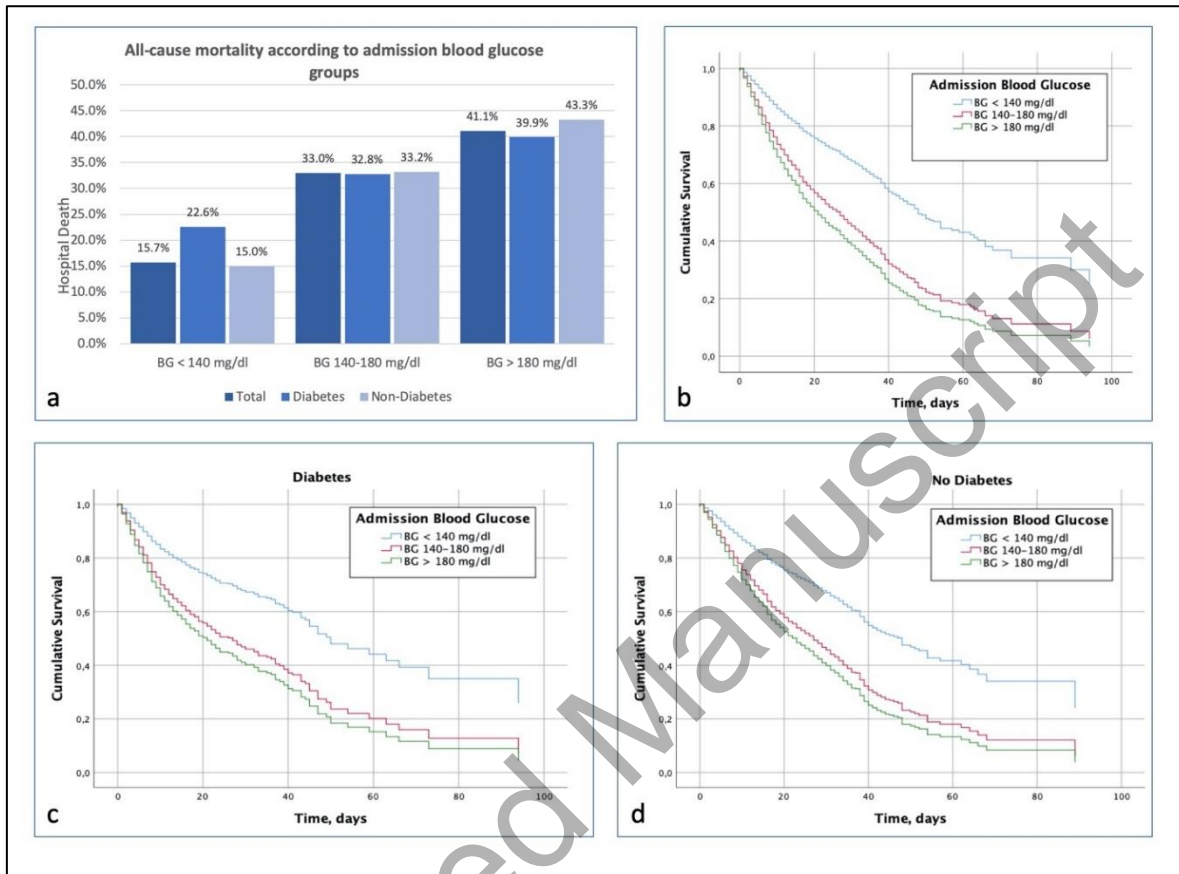 All-cause mortality according to admission blood glucose
groups
50.0%
45.0%
40.0%
35.0%
30.0%
25.0%
20.0%
15.0%
10.0%
5.0%
0.0%
Hospital Death
15.7%
22.6%
15.0%
33.0%
32.8%
33.2%
41.1%
39.9%
43.3%
BG < 140 mg/dl
BG 140-180 mg/dl
BG > 180 mg/dl
Total
Diabetes
Non-Diabetes
a
Admission Blood Glucose
BG < 140 mg/dl
BG 140-180 mg/dl
BG > 180 mg/dl
1,0
0,8
0,6
0,4
0,2
0,0
Cumulative Survival
0
20
40
60
80
100
Time, days
b
Diabetes
Admission Blood Glucose
BG < 140 mg/dl
BG 140-180 mg/dl
BG > 180 mg/dl
1,0
0,8
0,6
0,4
0,2
0,0
Cumulative Survival
0
20
40
60
80
100
Time, days
c
No Diabetes
Admission Blood Glucose
BG < 140 mg/dl
BG 140-180 mg/dl
BG > 180 mg/dl
1,0
0,8
0,6
0,4
0,2
0,0
Cumulative Survival
0
20
40
60
80
100
Time, days
d
ed Manuscript